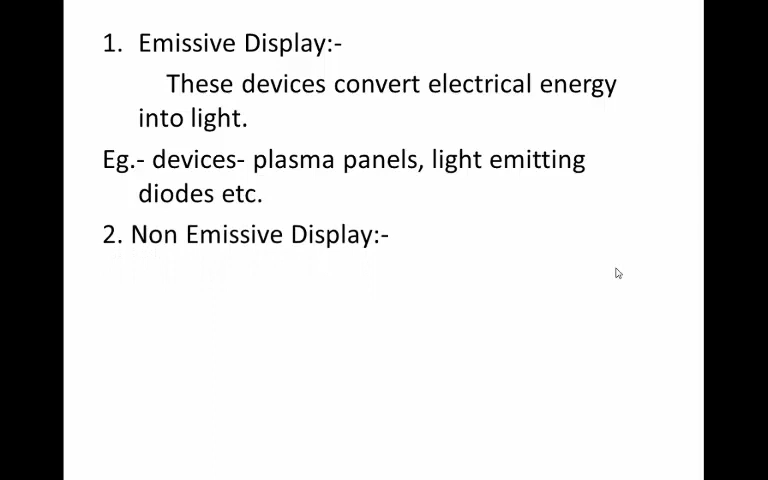 1. Emissive Display:-
These devices convert electrical energy
into light.
Eg.- devices- plasma panels, light emitting
diodes etc.
2. Non Emissive Display:-